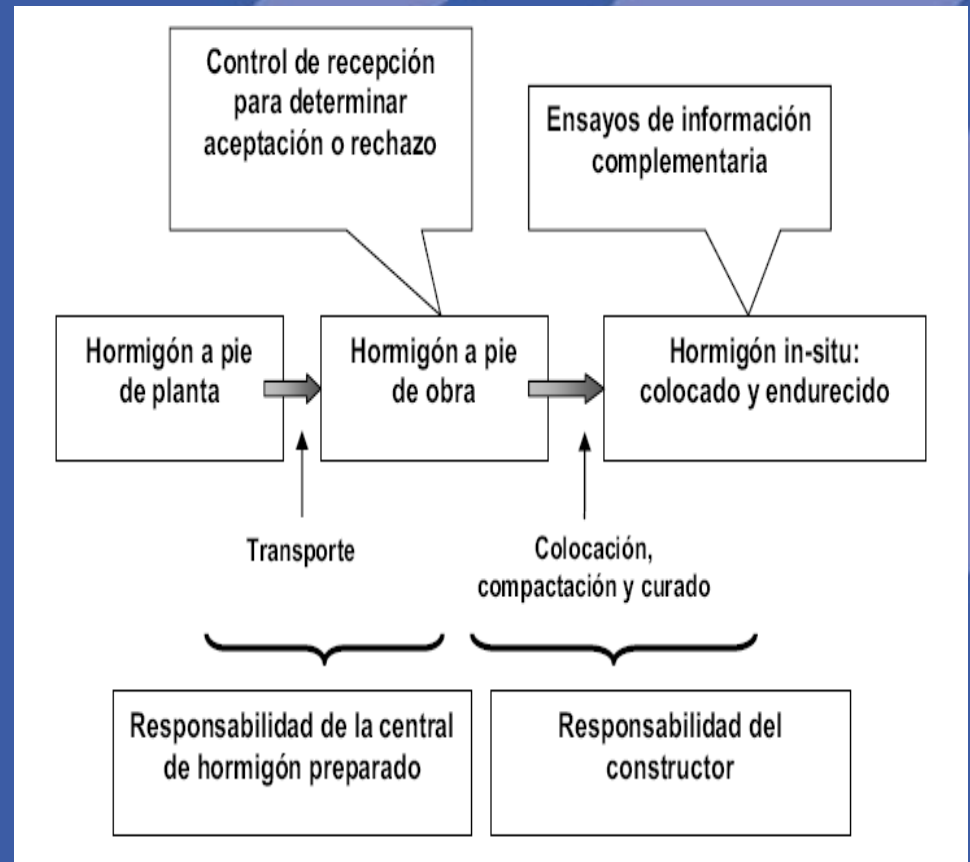 Control de recepción
para determinar
aceptación o rechazo
Ensayos de información
complementaria
Hormigón a pie
de planta
Hormigón a pie
de obra
Hormigón in-situ:
colocado y endurecido
Transporte
Colocación,
compactación y curado
Responsabilidad de la central
de hormigón preparado
Responsabilidad del
constructor